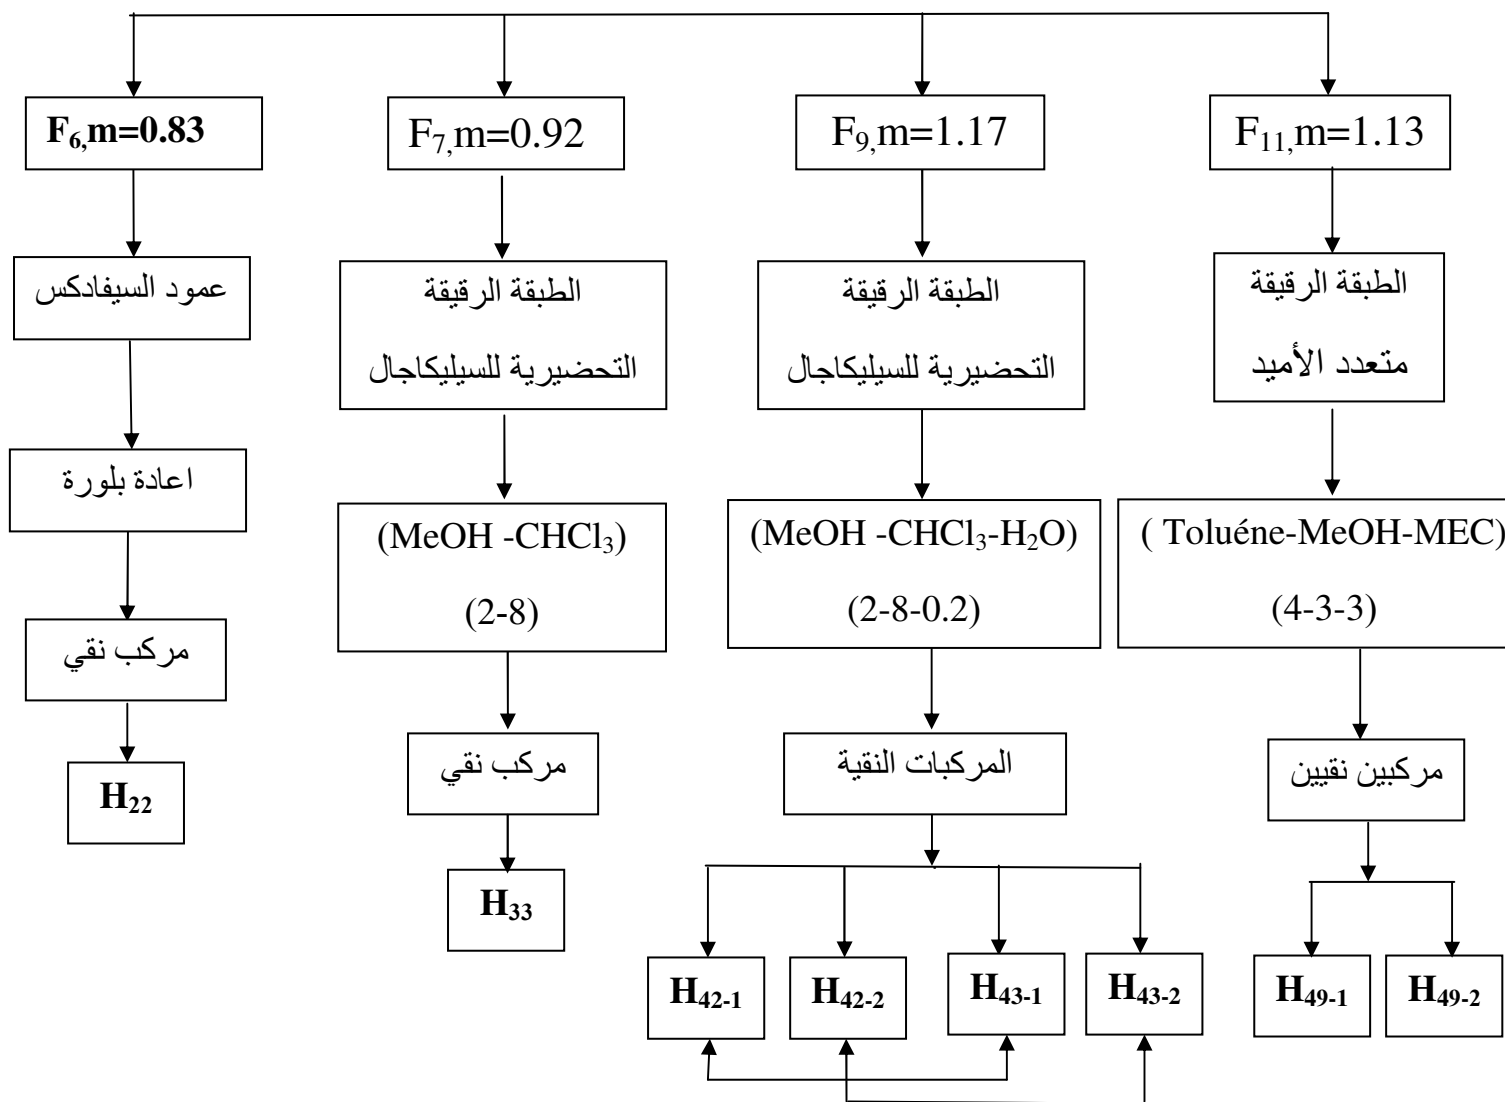 F₆,m=0.83
F₇,m=0.92
F₉,m=1.17
F₁₁,m=1.13
عمود السيفادكس
الطبقة الرقيقة
التحضيرية للسيليكاجال
الطبقة الرقيقة
التحضيرية للسيليكاجال
الطبقة الرقيقة
متعدد الأميد
اعادة بلورة
(MeOH -CHCl₃)
(2-8)
(MeOH -CHCl₃-H₂O)
(2-8-0.2)
( Toluéne-MeOH-MEC)
(4-3-3)
مركب نقي
مركب نقي
المركبات النقية
مركبين نقيين
H₂₂
H₃₃
H₄₂₋₁
H₄₂₋₂
H₄₃₋₁
H₄₃₋₂
H₄₉₋₁
H₄₉₋₂